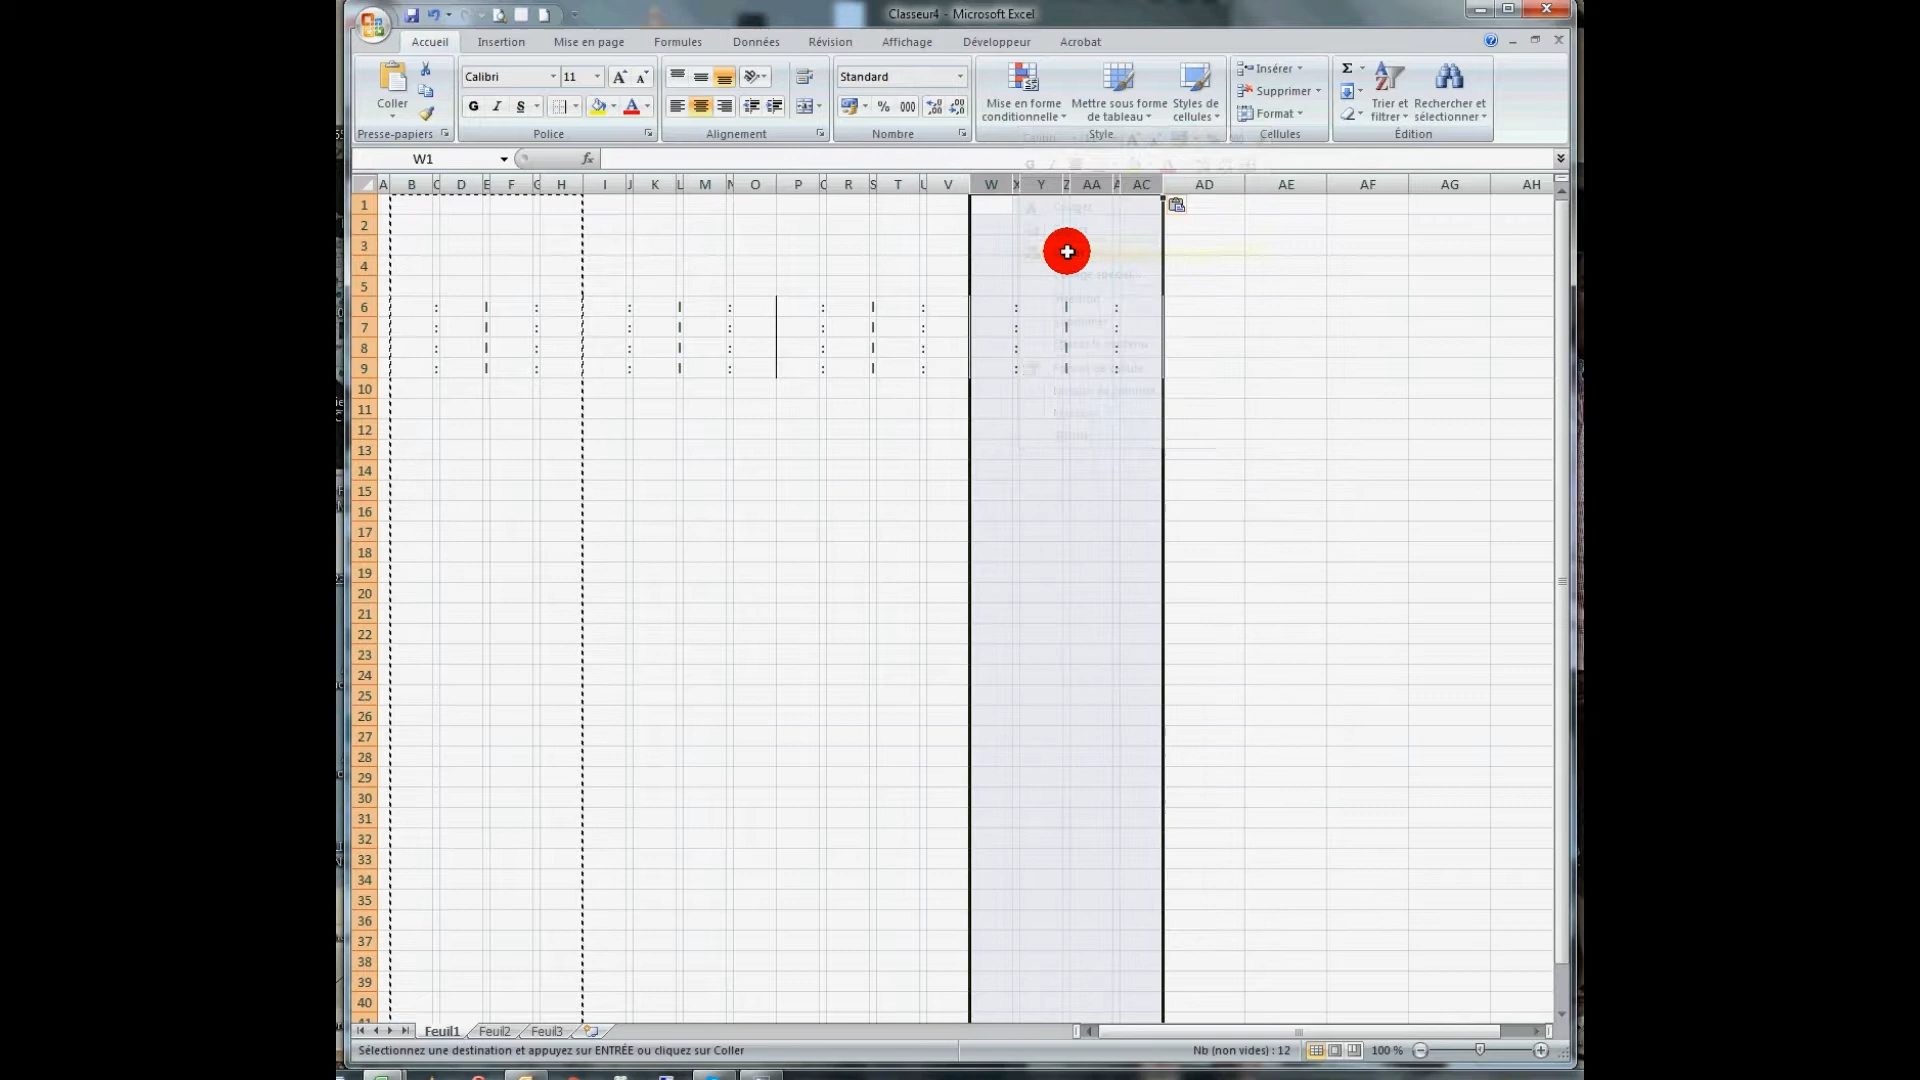 Classeur4 - Microsoft Excel
Accueil Insertion Mise en page Formules Données Révision Affichage Développeur Acrobat
Coller
Presse-papiers
Calibri 11
G I S A
Police
Alignement
Standard
% 000
Nombre
Mise en forme conditionnelle
Mettre sous forme de tableau
Styles de cellules
Style
Insérer
Supprimer
Format
Cellules
Σ
Trier et filtrer
Rechercher et sélectionner
Édition
W1 fx
A B C D E F G H I J K L M N O P Q R S T U V W X Y Z AA A AC AD AE AF AG AH
1
2
3
4
5
6 : | : : | : : | : : | :
7 : | : : | : : | : : | :
8 : | : : | : : | : : | :
9 : | : : | : : | : : | :
10
11
12
13
14
15
16
17
18
19
20
21
22
23
24
25
26
27
28
29
30
31
32
33
34
35
36
37
38
39
40
41
Feuil1 Feuil2 Feuil3
Sélectionnez une destination et appuyez sur ENTRÉE ou cliquez sur Coller Nb (non vides) : 12 100 %